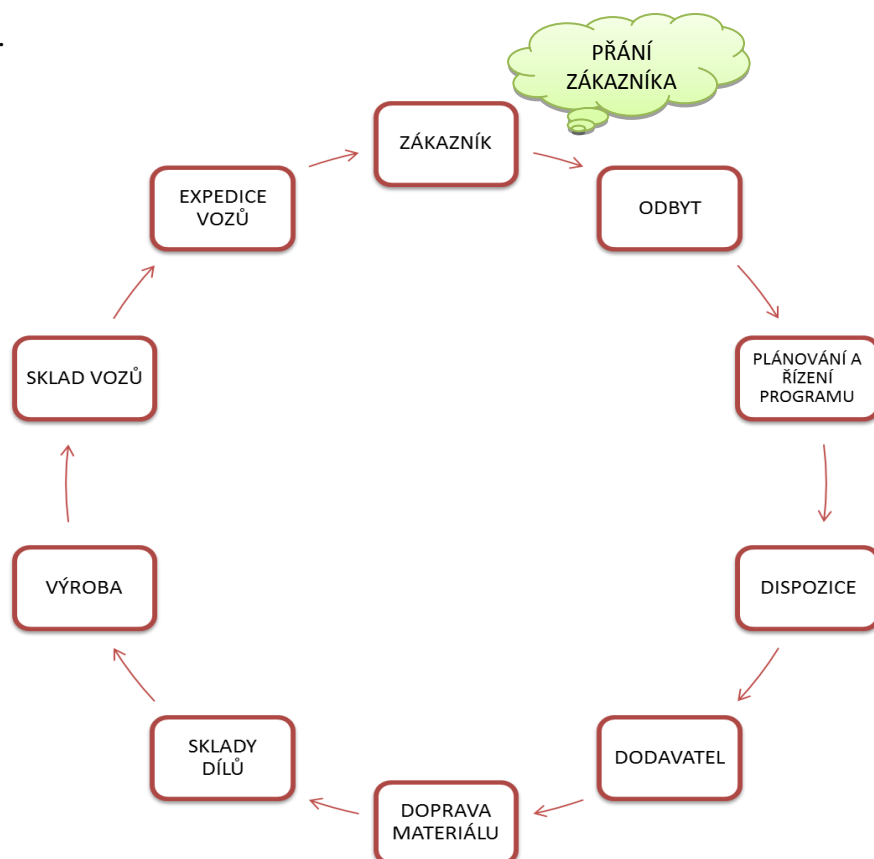 .
PŘÁNÍ
ZÁKAZNÍKA
ZÁKAZNÍK
ODBYT
PLÁNOVÁNÍ A
ŘÍZENÍ
PROGRAMU
DISPOZICE
DODAVATEL
DOPRAVA
MATERIÁLU
SKLADY
DÍLŮ
VÝROBA
SKLAD VOZŮ
EXPEDICE
VOZŮ